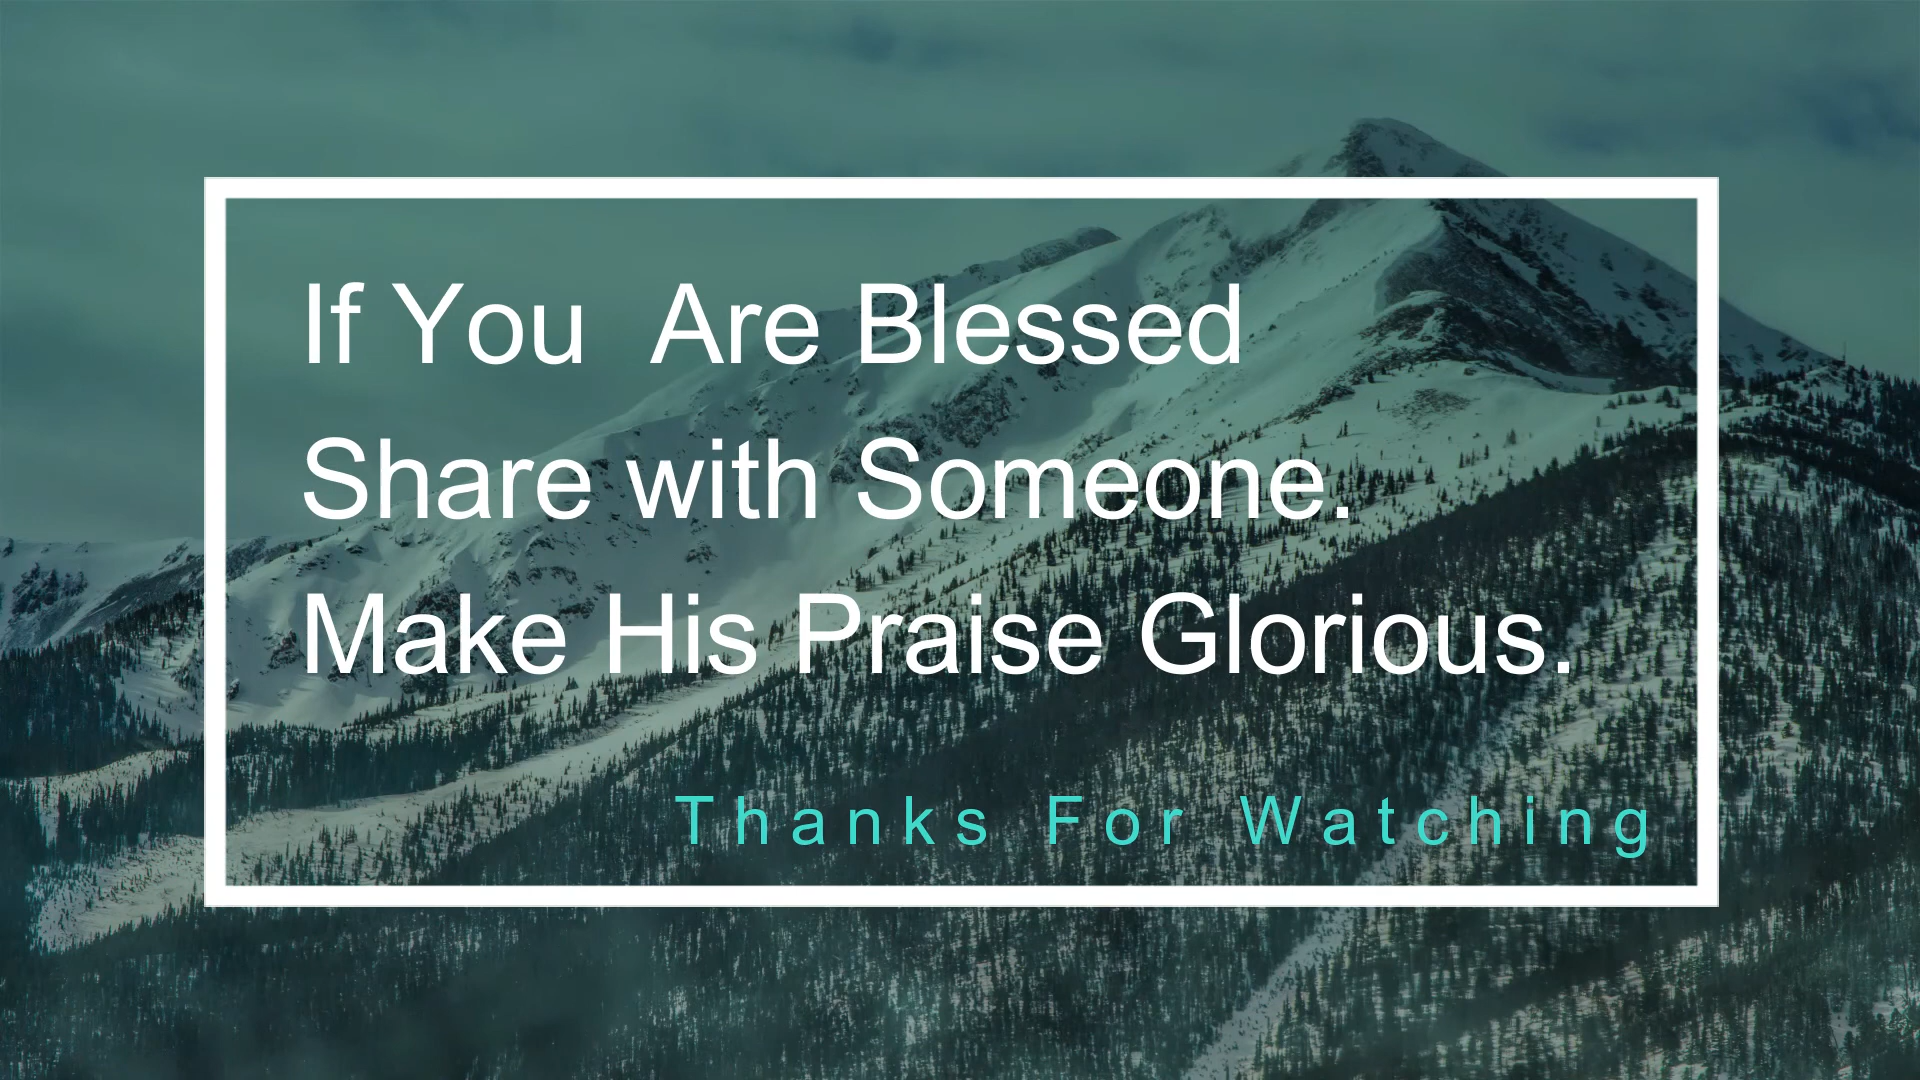 If You  Are Blessed
Share with Someone.
Make His Praise Glorious.
Thanks For Watching